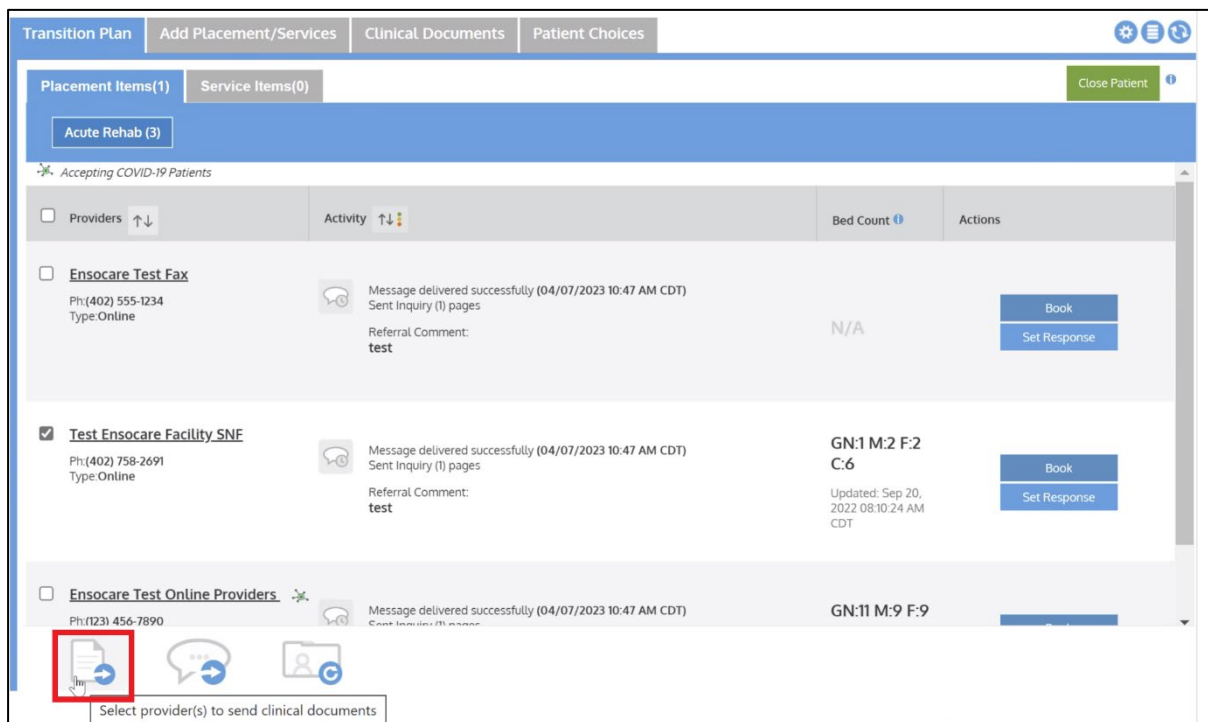 Transition Plan
Add Placement/Services
Clinical Documents
Patient Choices
Placement Items(1)
Service Items(0)
Close Patient
Acute Rehab (3)
Accepting COVID-19 Patients
Providers
Activity
Bed Count
Actions
Ensocare Test Fax
Ph:(402) 555-1234
Type:Online
Message delivered successfully (04/07/2023 10:47 AM CDT)
Sent Inquiry (1) pages
Referral Comment:
test
N/A
Book
Set Response
Test Ensocare Facility SNF
Ph:(402) 758-2691
Type:Online
Message delivered successfully (04/07/2023 10:47 AM CDT)
Sent Inquiry (1) pages
Referral Comment:
test
GN:1 M:2 F:2
C:6
Updated: Sep 20,
2022 08:10:24 AM
CDT
Book
Set Response
Ensocare Test Online Providers
Ph:(123) 456-7890
Message delivered successfully (04/07/2023 10:47 AM CDT)
Sent Inquiry (1) pages
GN:11 M:9 F:9
Select provider(s) to send clinical documents